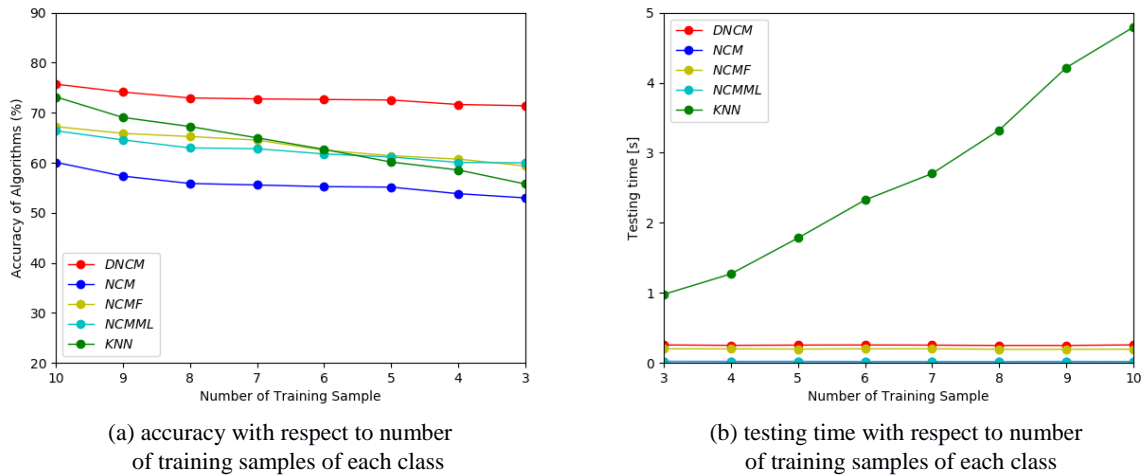 90
80
70
60
50
40
30
20
Accuracy of Algorithms (%)
DNCM
NCM
NCMF
NCMML
KNN
10 9 8 7 6 5 4 3
Number of Training Sample
(a) accuracy with respect to number
of training samples of each class
5
4
3
2
1
0
Testing time [s]
DNCM
NCM
NCMF
NCMML
KNN
3 4 5 6 7 8 9 10
Number of Training Sample
(b) testing time with respect to number
of training samples of each class